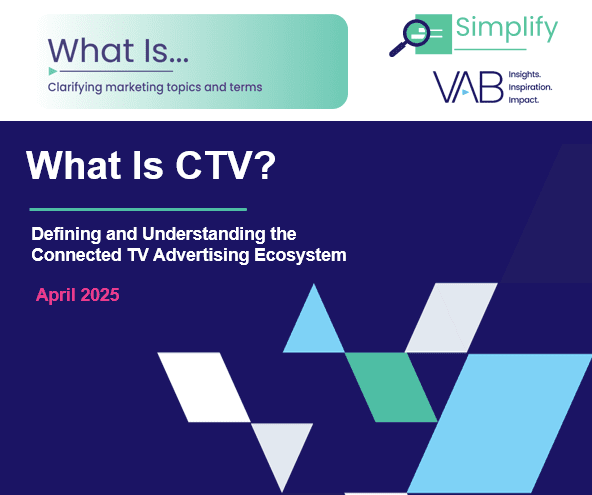 What Is...
Clarifying marketing topics and terms
Simplify
VAB
Insights.
Inspiration.
Impact.
What Is CTV?
Defining and Understanding the
Connected TV Advertising Ecosystem
April 2025